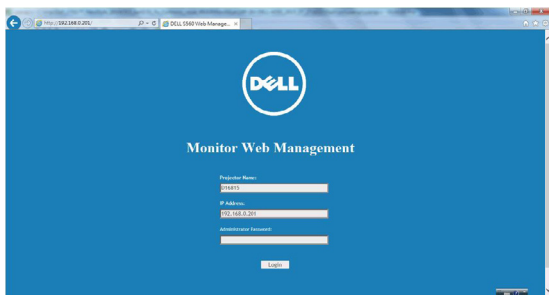 http://192.168.0.201/
DELL S560 Web Manage...
DELL
Monitor Web Management
Projector Name:
IP Address:
192.168.0.201
Administrator Password:
Login